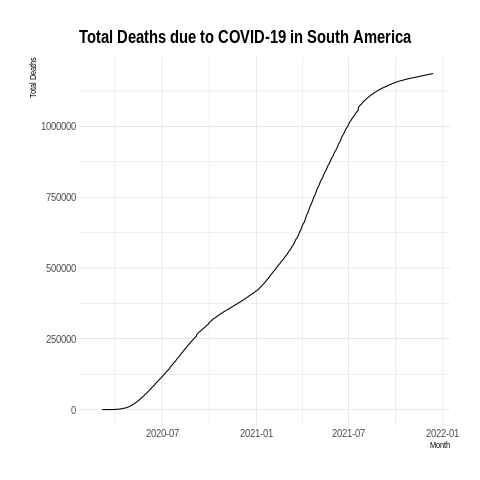 Total Deaths due to COVID-19 in South America
Total Deaths
1000000
750000
500000
250000
0
2020-07 2021-01 2021-07 2022-01
Month